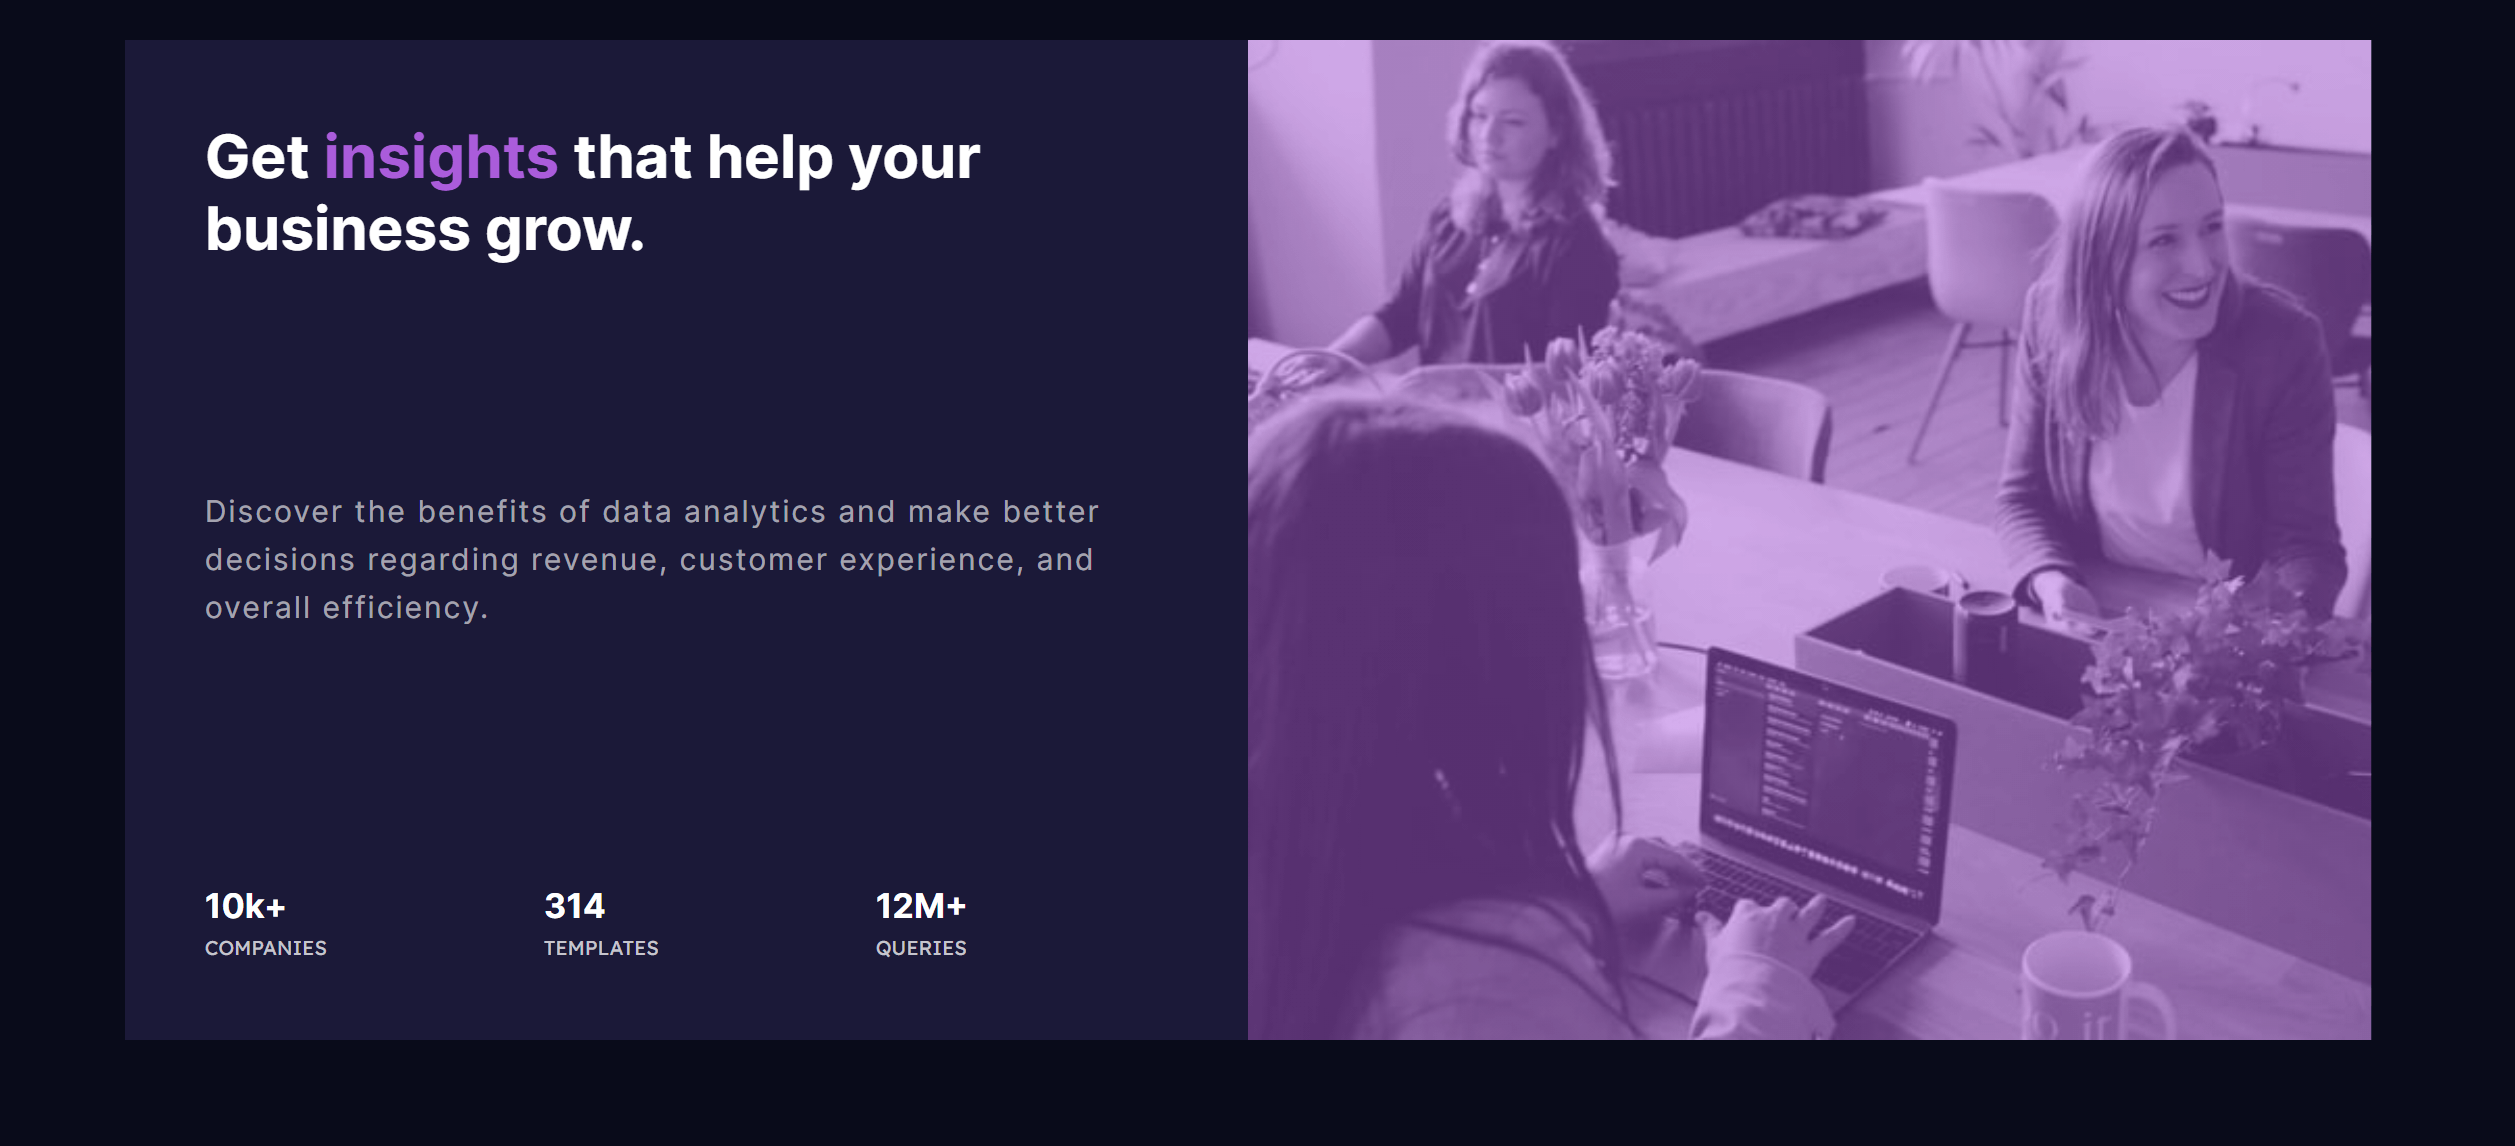 Get insights that help your
business grow.
Discover the benefits of data analytics and make better
decisions regarding revenue, customer experience, and
overall efficiency.
10k+
COMPANIES
314
TEMPLATES
12M+
QUERIES